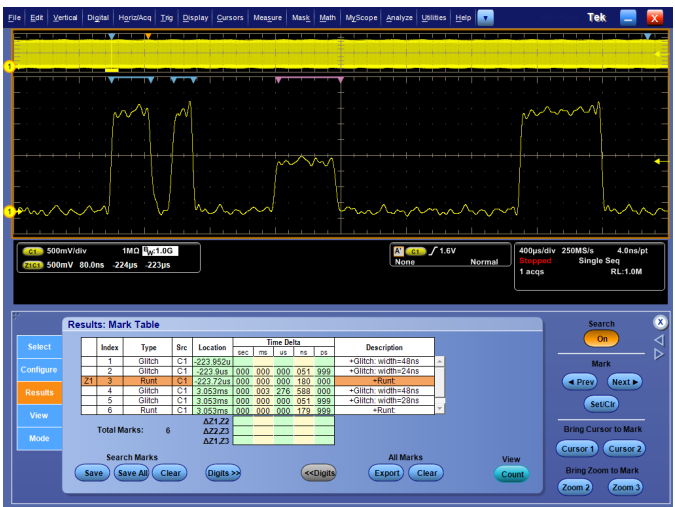 File Edit Vertical Digital Horiz/Acq Trig Display Cursors Measure Mask Math MyScope Analyze Utilities Help Tek X
1
1
C1 500mV/div 1MΩ BW:1.0G
Z1C1 500mV 80.0ns -224µs -223µs
A' C1 1.6V
None Normal
400µs/div 250MS/s 4.0ns/pt
Stopped Single Seq
1 acqs RL:1.0M
Results: Mark Table
Select
Configure
Results
View
Mode
Index Type Src Location Time Delta Description
sec ms us ns ps
1 Glitch C1 -223.952u +Glitch: width=48ns
2 Glitch C1 -223.9us 000 000 000 051 999 +Glitch: width=24ns
Z1 3 Runt C1 -223.72us 000 000 000 180 000 +Runt:
4 Glitch C1 3.053ms 000 003 276 588 000 +Glitch: width=48ns
5 Glitch C1 3.053ms 000 000 000 051 999 +Glitch: width=28ns
6 Runt C1 3.053ms 000 000 000 179 999 +Runt:
Total Marks: 6
ΔZ1,Z2
ΔZ2,Z3
ΔZ1,Z3
Search Marks
Save Save All Clear Digits >> <<Digits
All Marks
Export Clear
View
Count
Search
On
X
Mark
Prev Next
Set/Clr
Bring Cursor to Mark
Cursor 1 Cursor 2
Bring Zoom to Mark
Zoom 2 Zoom 3